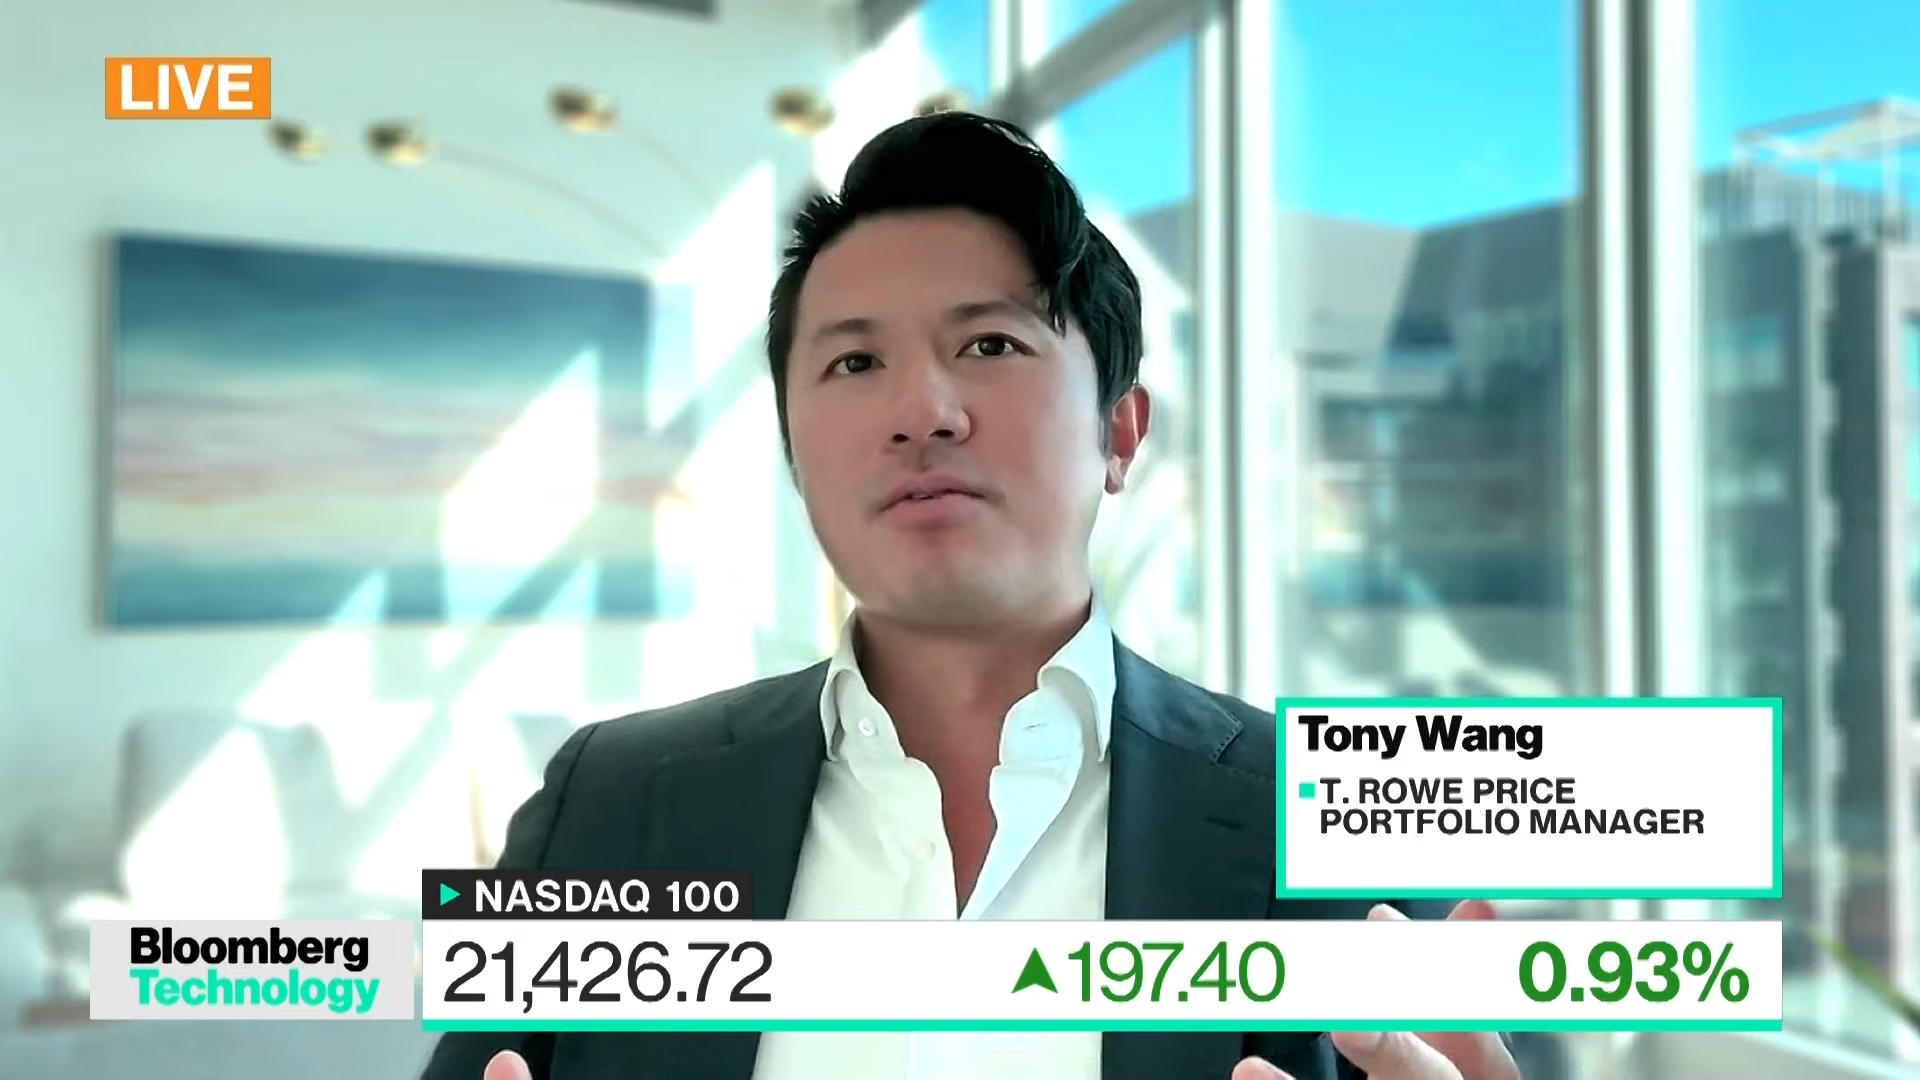 LIVE
Tony Wang
T. ROWE PRICE
PORTFOLIO MANAGER
NASDAQ 100
Bloomberg
Technology
21,426.72 ▲197.40 0.93%